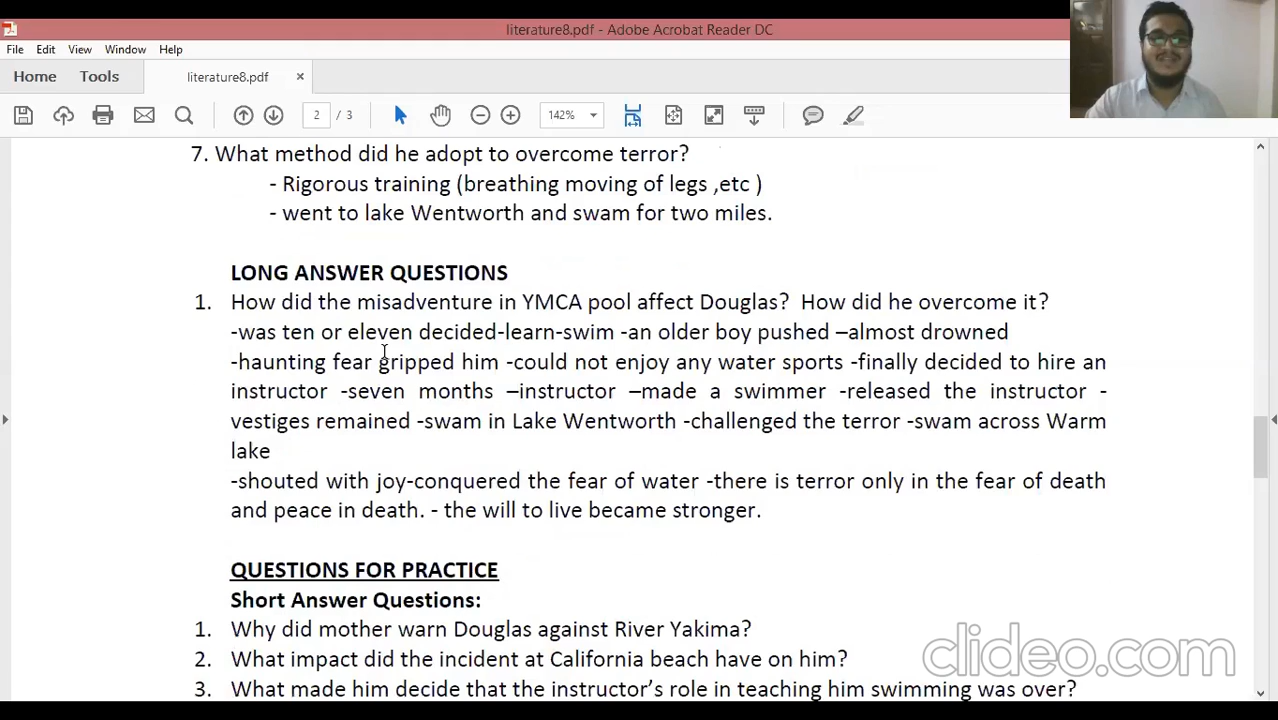 literature8.pdf - Adobe Acrobat Reader DC
File Edit View Window Help
Home Tools literature8.pdf ×
2 / 3 142%
7. What method did he adopt to overcome terror?
- Rigorous training (breathing moving of legs ,etc )
- went to lake Wentworth and swam for two miles.
LONG ANSWER QUESTIONS
1. How did the misadventure in YMCA pool affect Douglas? How did he overcome it?
-was ten or eleven decided-learn-swim -an older boy pushed –almost drowned
-haunting fear gripped him -could not enjoy any water sports -finally decided to hire an
instructor -seven months –instructor –made a swimmer -released the instructor -
vestiges remained -swam in Lake Wentworth -challenged the terror -swam across Warm
lake
-shouted with joy-conquered the fear of water -there is terror only in the fear of death
and peace in death. - the will to live became stronger.
QUESTIONS FOR PRACTICE
Short Answer Questions:
1. Why did mother warn Douglas against River Yakima?
2. What impact did the incident at California beach have on him?
3. What made him decide that the instructor's role in teaching him swimming was over?
clideo.com